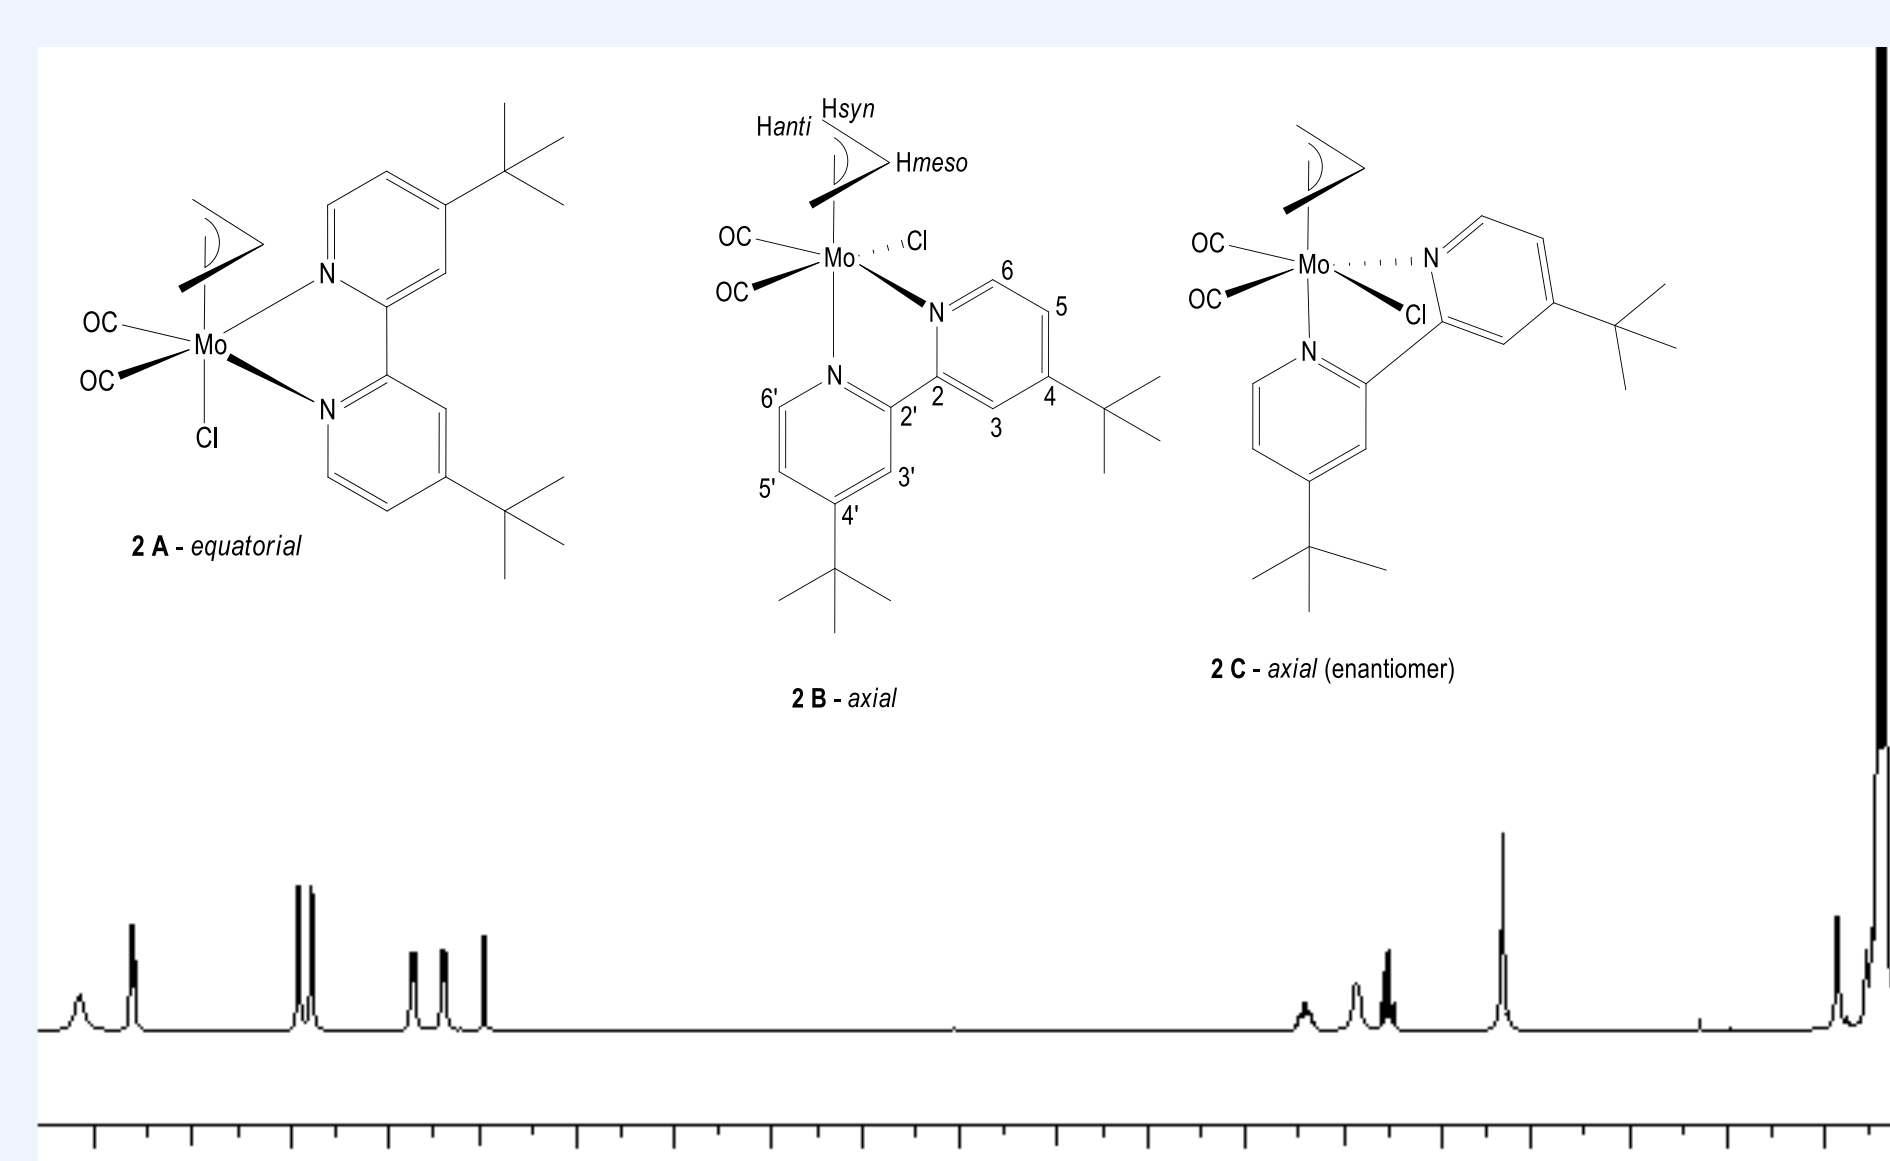 Hsyn
Hanti
Hmeso
OC
OC
Mo
N
N
Cl
2 A - equatorial
OC
OC
Mo
Cl
N
N
6
5
4
3
2
2'
3'
4'
5'
6'
2 B - axial
OC
OC
Mo
N
Cl
N
2 C - axial (enantiomer)